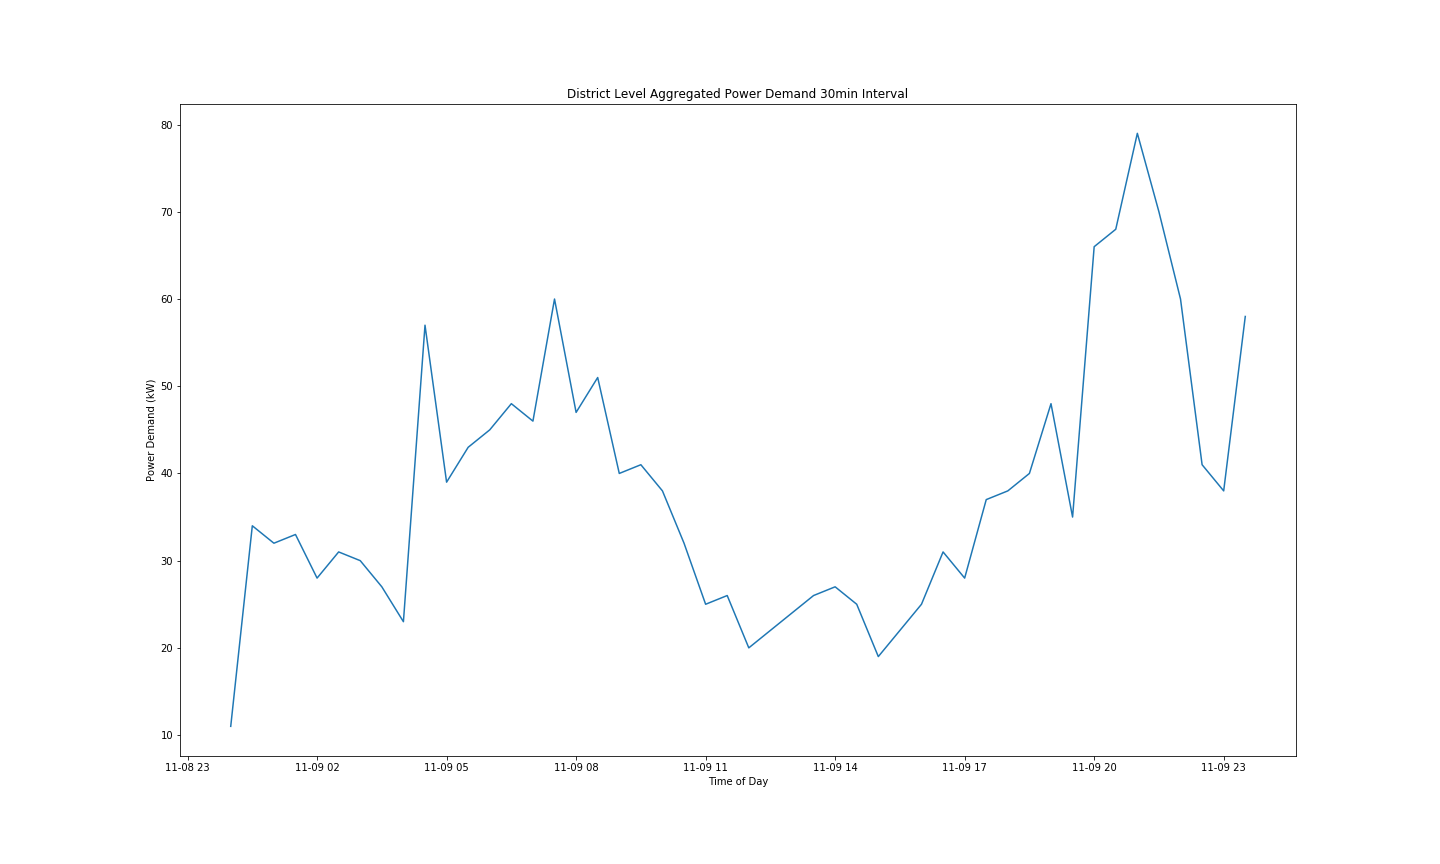 District Level Aggregated Power Demand 30min Interval
80
70
60
50
40
30
20
10
Power Demand (kW)
11-08 23 11-09 02 11-09 05 11-09 08 11-09 11 11-09 14 11-09 17 11-09 20 11-09 23
Time of Day